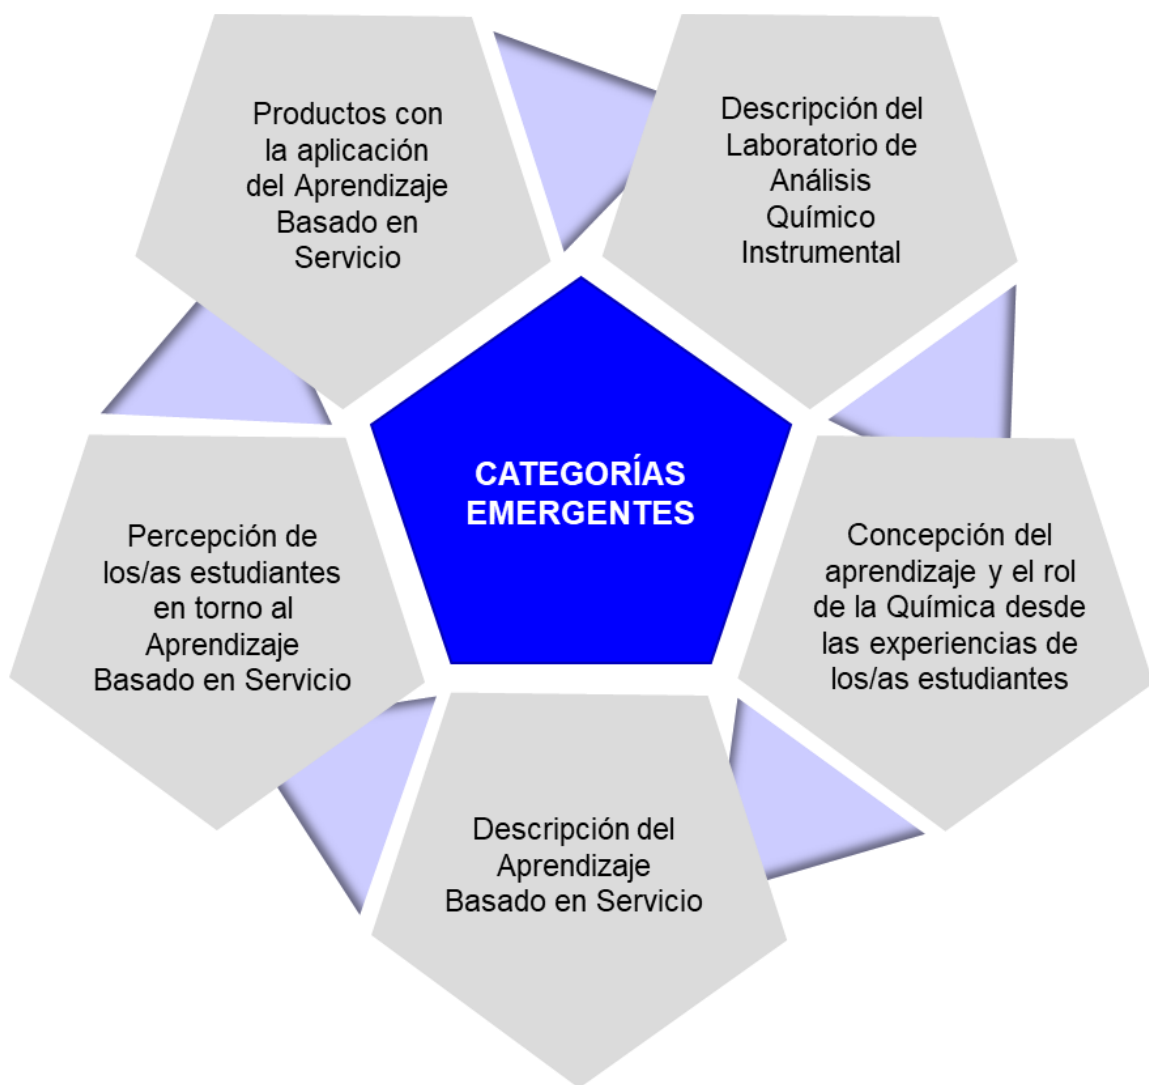 Productos con
la aplicación
del Aprendizaje
Basado en
Servicio
Descripción del
Laboratorio de
Análisis
Químico
Instrumental
CATEGORÍAS
EMERGENTES
Percepción de
los/as estudiantes
en torno al
Aprendizaje
Basado en Servicio
Concepción del
aprendizaje y el rol
de la Química desde
las experiencias de
los/as estudiantes
Descripción del
Aprendizaje
Basado en Servicio